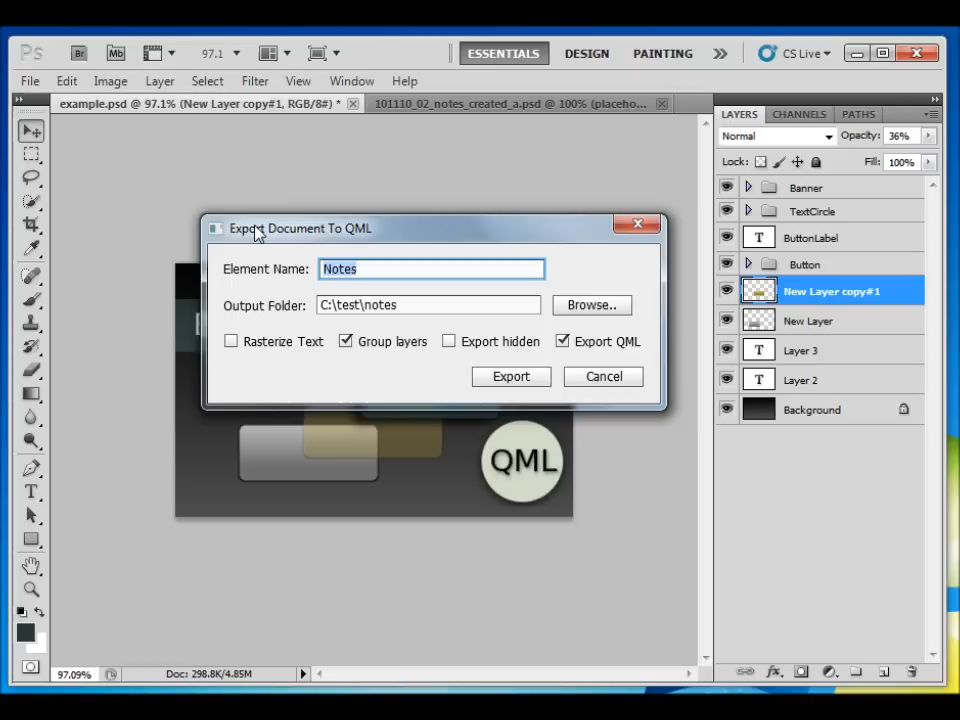 Ps Br Mb 97.1 ESSENTIALS DESIGN PAINTING CS Live
File Edit Image Layer Select Filter View Window Help
example.psd @ 97.1% (New Layer copy#1, RGB/8#) * 101110_02_notes_created_a.psd @ 100% (placeho...
LAYERS CHANNELS PATHS
Normal Opacity: 36%
Lock: Fill: 100%
Banner
TextCircle
T ButtonLabel
Button
New Layer copy#1
New Layer
T Layer 3
T Layer 2
Background
Export Document To QML
Element Name: Notes
Output Folder: C:\test\notes Browse..
Rasterize Text Group layers Export hidden Export QML
Export Cancel
QML
T
97.09% Doc: 298.8K/4.85M
fx